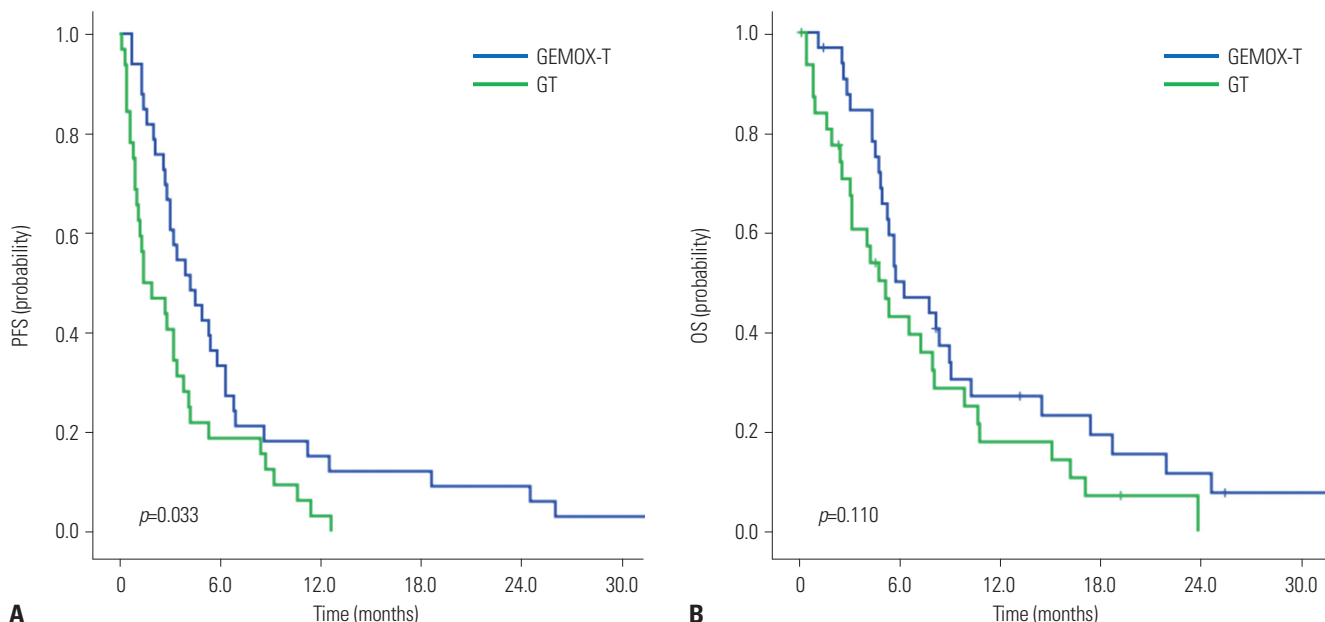 1.0
0.8
0.6
0.4
0.2
0.0
PFS (probability)
GEMOX-T
GT
p=0.033
0 6.0 12.0 18.0 24.0 30.0
Time (months)
A
1.0
0.8
0.6
0.4
0.2
0.0
OS (probability)
GEMOX-T
GT
p=0.110
0 6.0 12.0 18.0 24.0 30.0
Time (months)
B